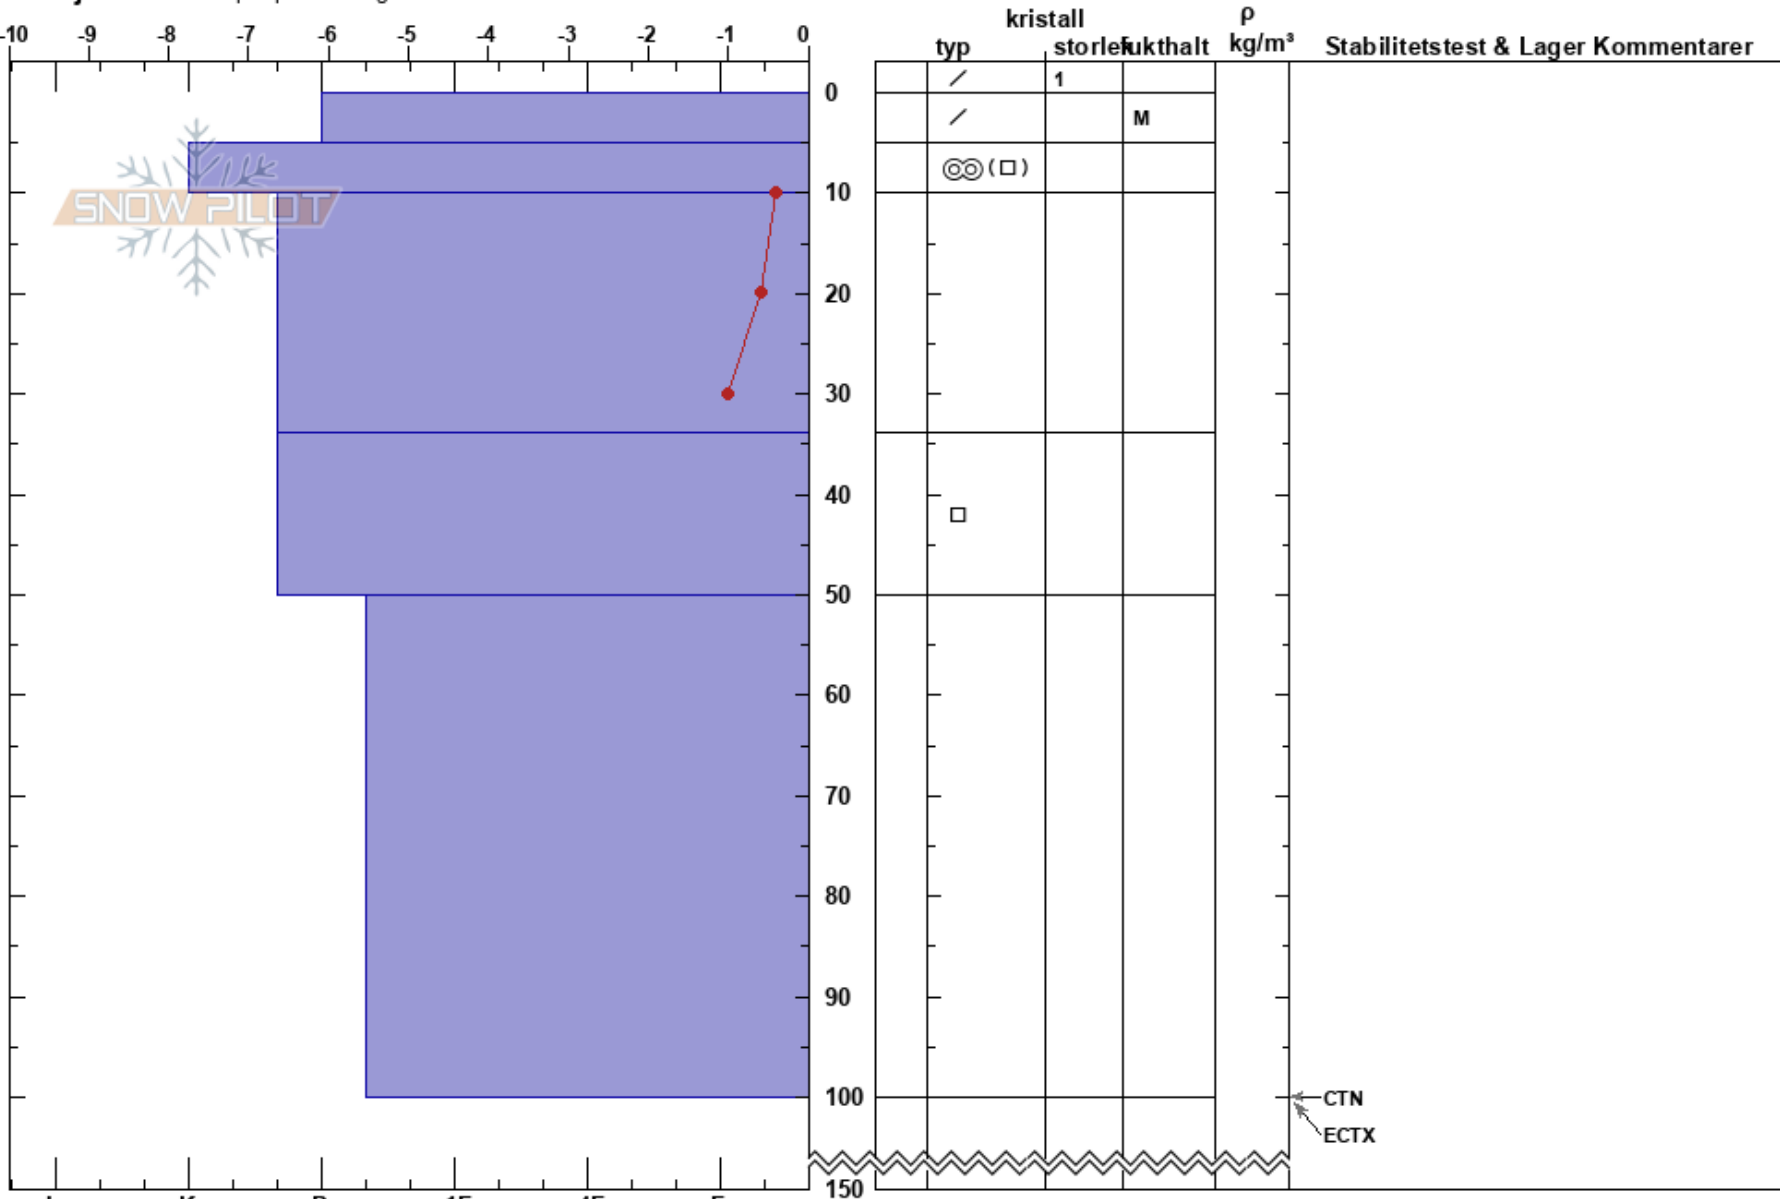 -10 -9 -8 -7 -6 -5 -4 -3 -2 -1 0
kristall ρ
typ storlek fukthalt kg/m³ Stabilitetstest & Lager Kommentarer
1
0
M
SNOW PILOT
( )
10
20
30
40
50
60
70
80
90
100 CTN
ECTX
150